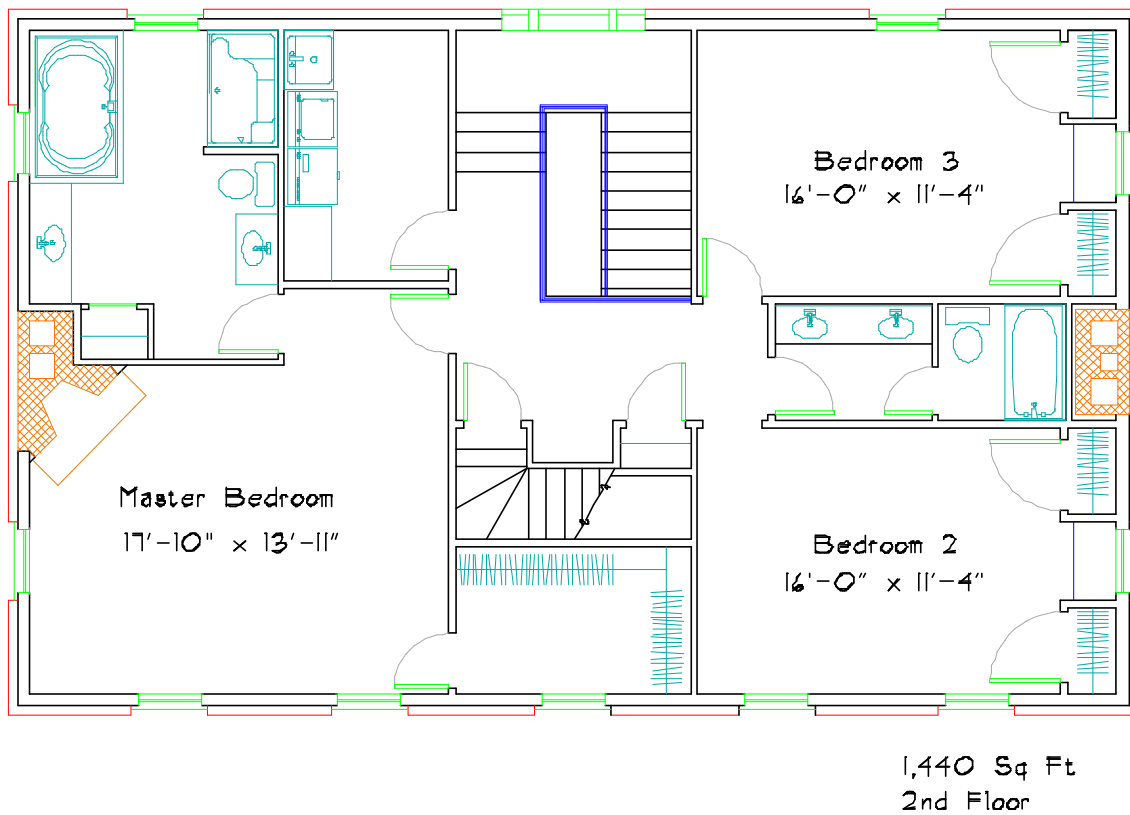 Bedroom 3
16'-0" x 11'-4"
Master Bedroom
17'-10" x 13'-11"
Bedroom 2
16'-0" x 11'-4"
1,440 Sq Ft
2nd Floor